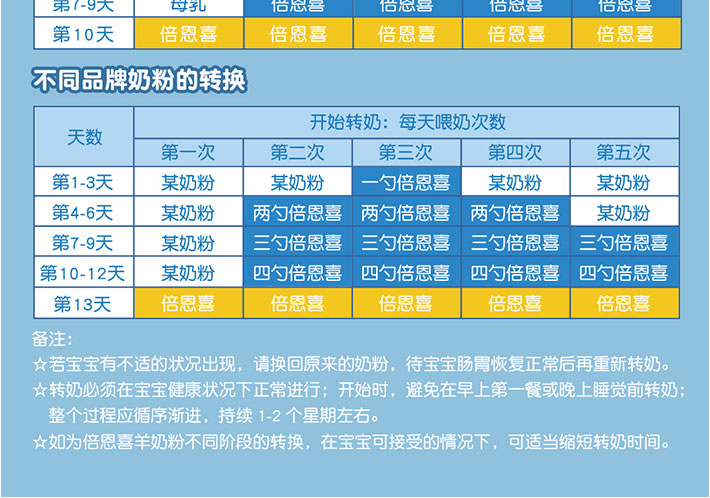 第7-9天 母乳 倍恩喜 倍恩喜 倍恩喜 倍恩喜
第10天 倍恩喜 倍恩喜 倍恩喜 倍恩喜 倍恩喜
不同品牌奶粉的转换
天数 开始转奶：每天喂奶次数
第一次 第二次 第三次 第四次 第五次
第1-3天 某奶粉 某奶粉 一勺倍恩喜 某奶粉 某奶粉
第4-6天 某奶粉 两勺倍恩喜 两勺倍恩喜 两勺倍恩喜 某奶粉
第7-9天 某奶粉 三勺倍恩喜 三勺倍恩喜 三勺倍恩喜 三勺倍恩喜
第10-12天 某奶粉 四勺倍恩喜 四勺倍恩喜 四勺倍恩喜 四勺倍恩喜
第13天 倍恩喜 倍恩喜 倍恩喜 倍恩喜 倍恩喜
备注：
☆若宝宝有不适的状况出现，请换回原来的奶粉，待宝宝肠胃恢复正常后再重新转奶。
☆转奶必须在宝宝健康状况下正常进行；开始时，避免在早上第一餐或晚上睡觉前转奶；
整个过程应循序渐进，持续 1-2 个星期左右。
☆如为倍恩喜羊奶粉不同阶段的转换，在宝宝可接受的情况下，可适当缩短转奶时间。